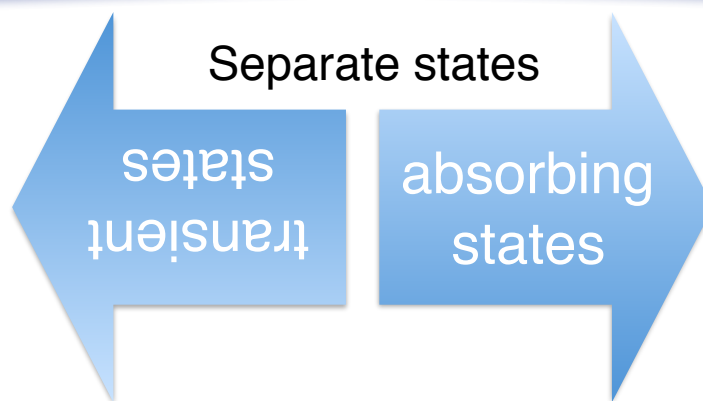 Separate states
transient
states
absorbing
states